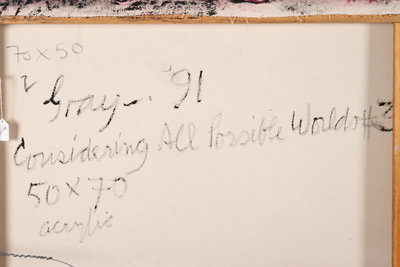 70 x 50
Gray '91
Considering All Possible Worlds #3
50 x 70
acrylic